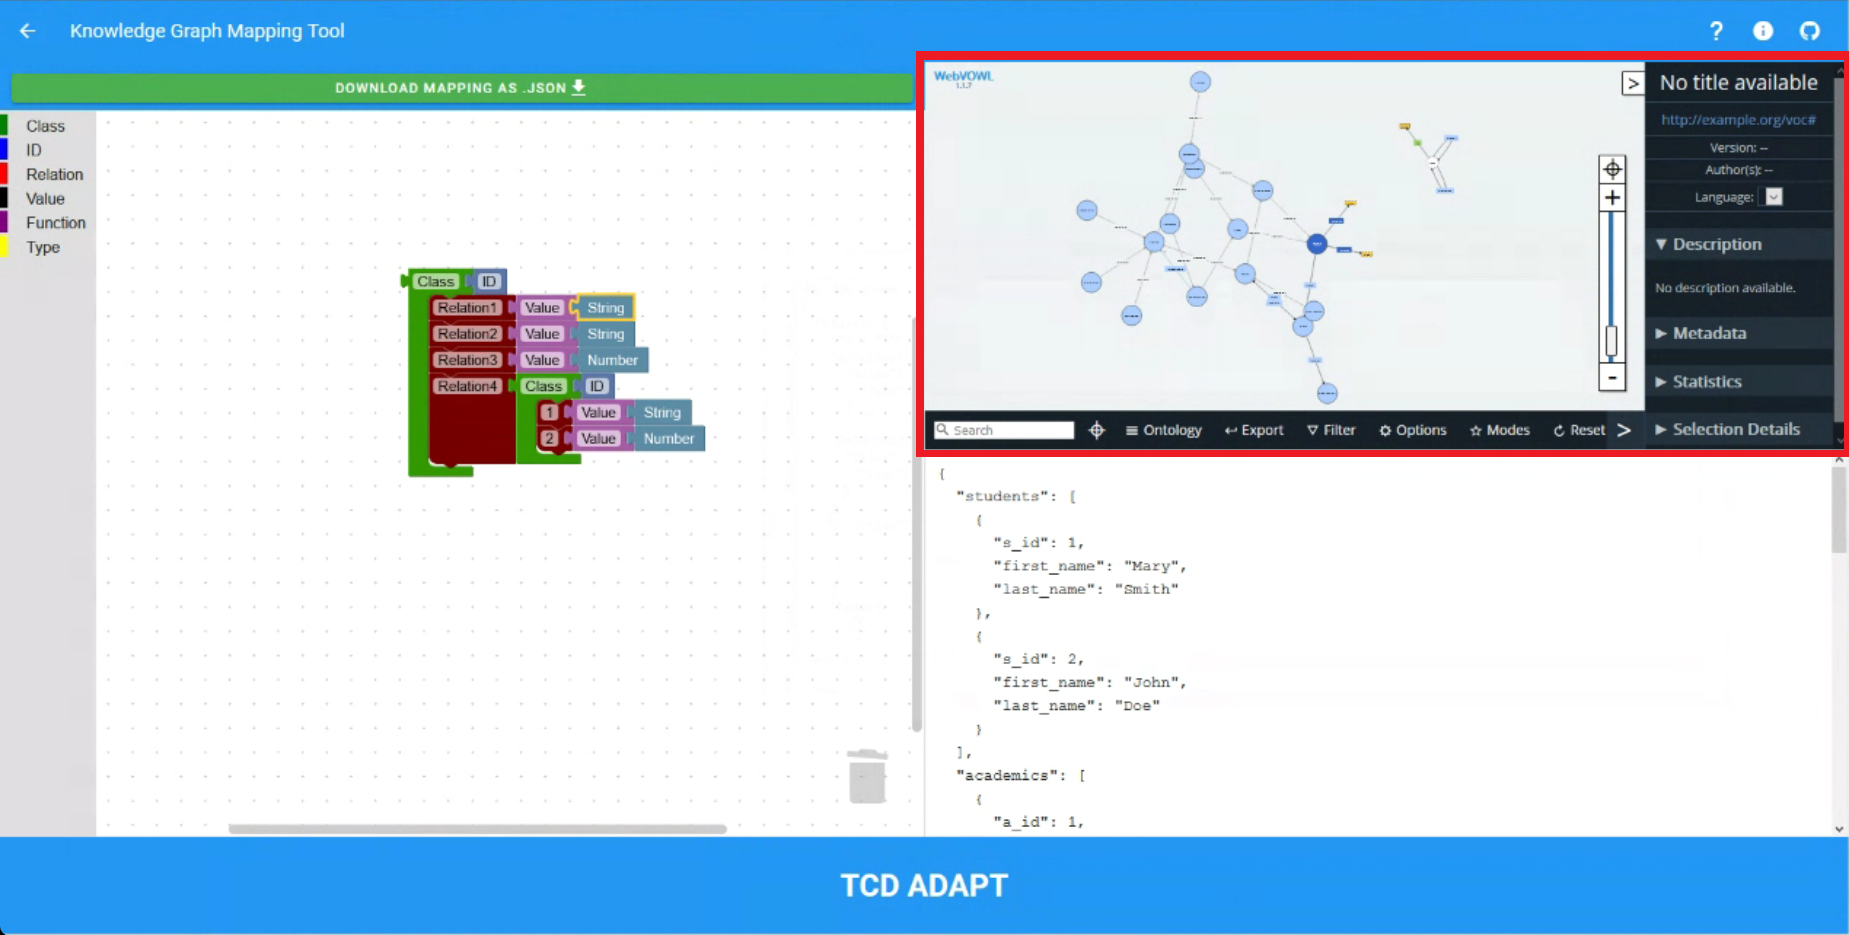 Knowledge Graph Mapping Tool
?
DOWNLOAD MAPPING AS .JSON
Class
ID
Relation
Value
Function
Type
Class ID
Relation1 Value String
Relation2 Value String
Relation3 Value Number
Relation4 Class ID
1 Value String
2 Value Number
WebVOWL
1.1.7
>
+
-
No title available
http://example.org/voc#
Version: --
Author(s): --
Language:
▼ Description
No description available.
▶ Metadata
▶ Statistics
▶ Selection Details
Search
Ontology
Export
Filter
Options
Modes
Reset
>
{
"students": [
{
"s_id": 1,
"first_name": "Mary",
"last_name": "Smith"
},
{
"s_id": 2,
"first_name": "John",
"last_name": "Doe"
}
],
"academics": [
{
"a_id": 1,
TCD ADAPT